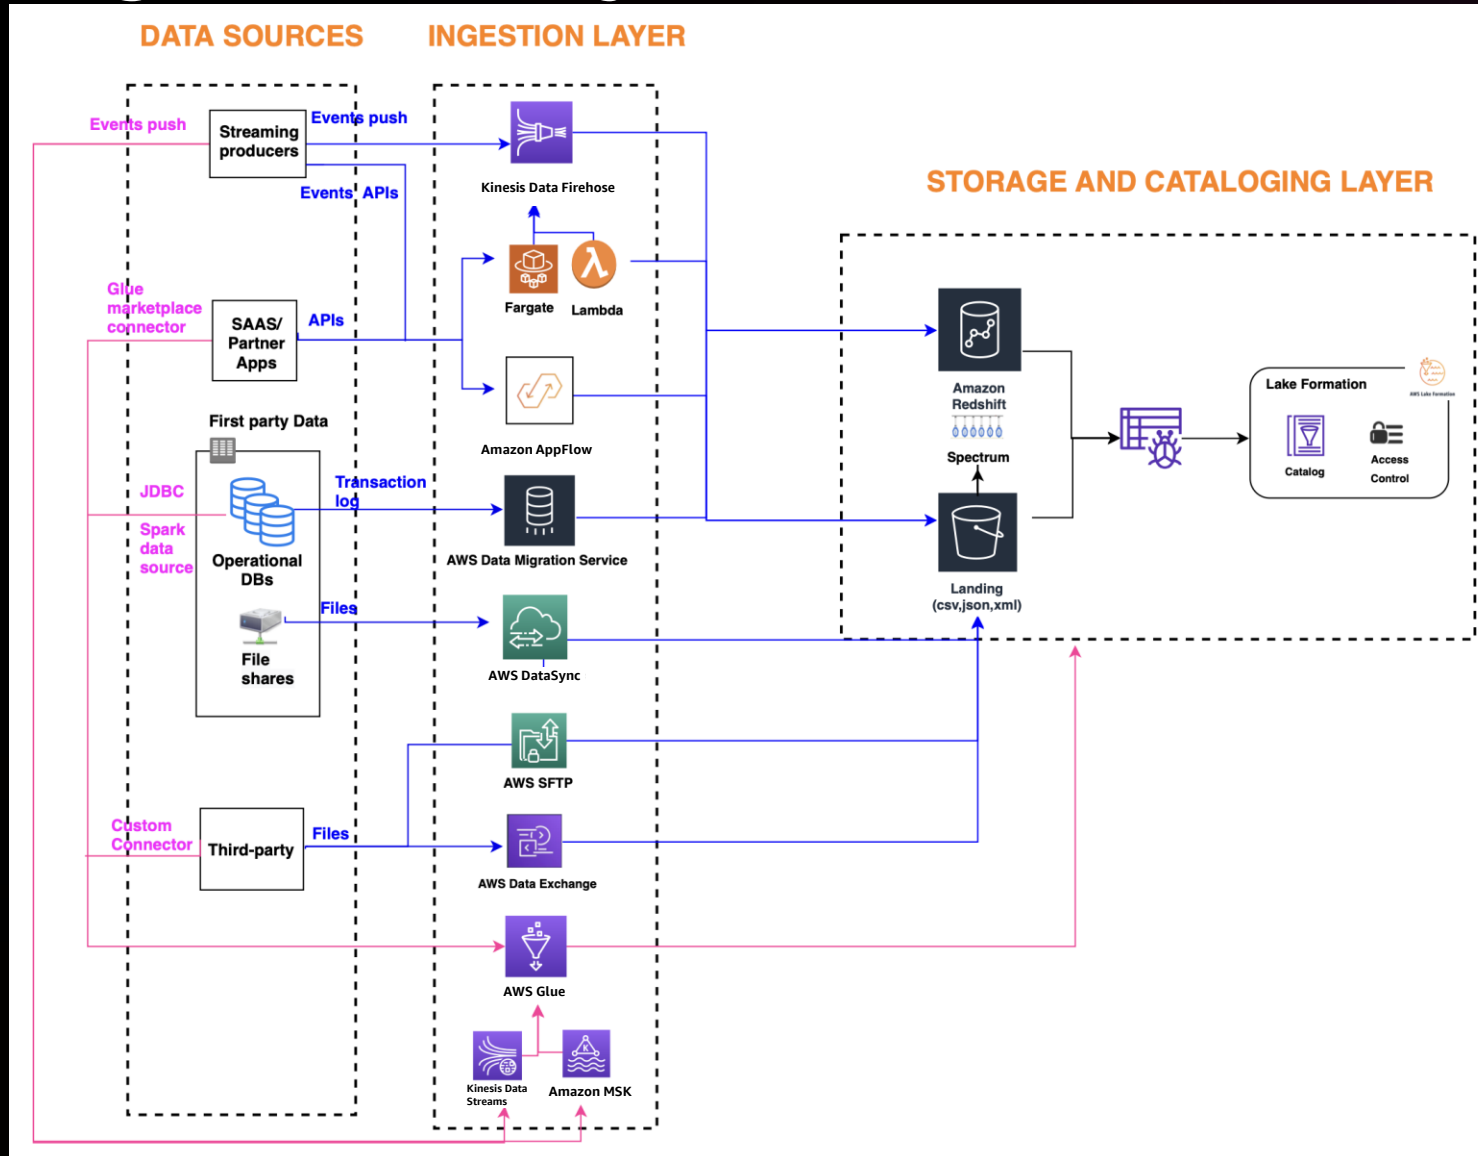 DATA SOURCES
INGESTION LAYER
STORAGE AND CATALOGING LAYER
Events push
Streaming
producers
Events push
Events APIs
Glue
marketplace
connector
SAAS/
Partner
Apps
APIs
First party Data
JDBC
Spark
data
source
Operational
DBs
Transaction
log
File
shares
Files
Custom
Connector
Third-party
Files
Kinesis Data Firehose
Fargate
Lambda
Amazon AppFlow
AWS Data Migration Service
AWS DataSync
AWS SFTP
AWS Data Exchange
AWS Glue
Kinesis Data
Streams
K
Amazon MSK
Amazon
Redshift
Spectrum
Landing
(csv,json,xml)
Lake Formation
AWS Lake Formation
Catalog
Access
Control